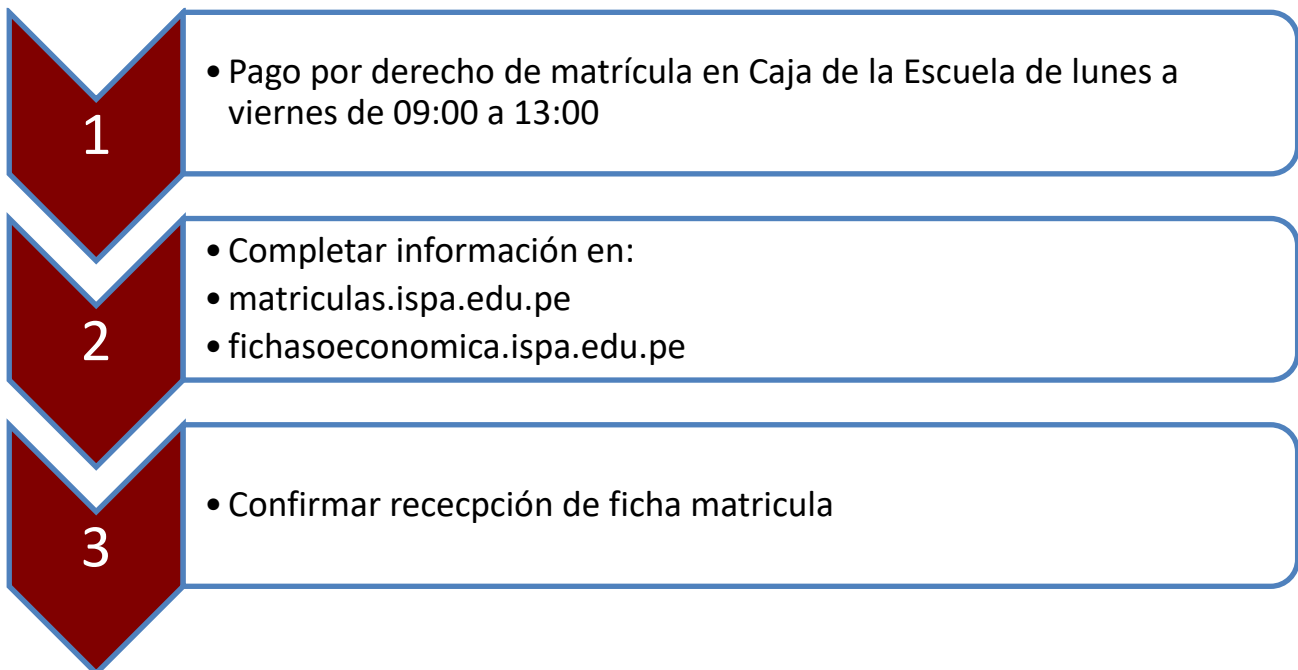 1
• Pago por derecho de matrícula en Caja de la Escuela de lunes a
viernes de 09:00 a 13:00
2
• Completar información en:
• matriculas.ispa.edu.pe
• fichasoeconomica.ispa.edu.pe
3
• Confirmar rececpción de ficha matricula